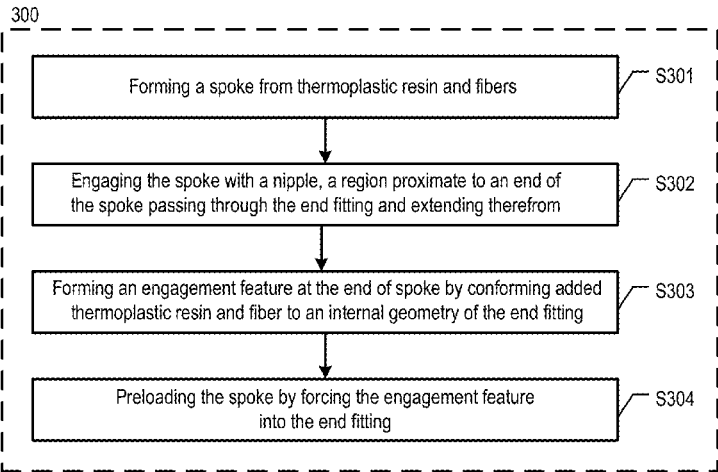 300
Forming a spoke from thermoplastic resin and fibers
S301
Engaging the spoke with a nipple, a region proximate to an end of
the spoke passing through the end fitting and extending therefrom
S302
Forming an engagement feature at the end of spoke by conforming added
thermoplastic resin and fiber to an internal geometry of the end fitting
S303
Preloading the spoke by forcing the engagement feature
into the end fitting
S304